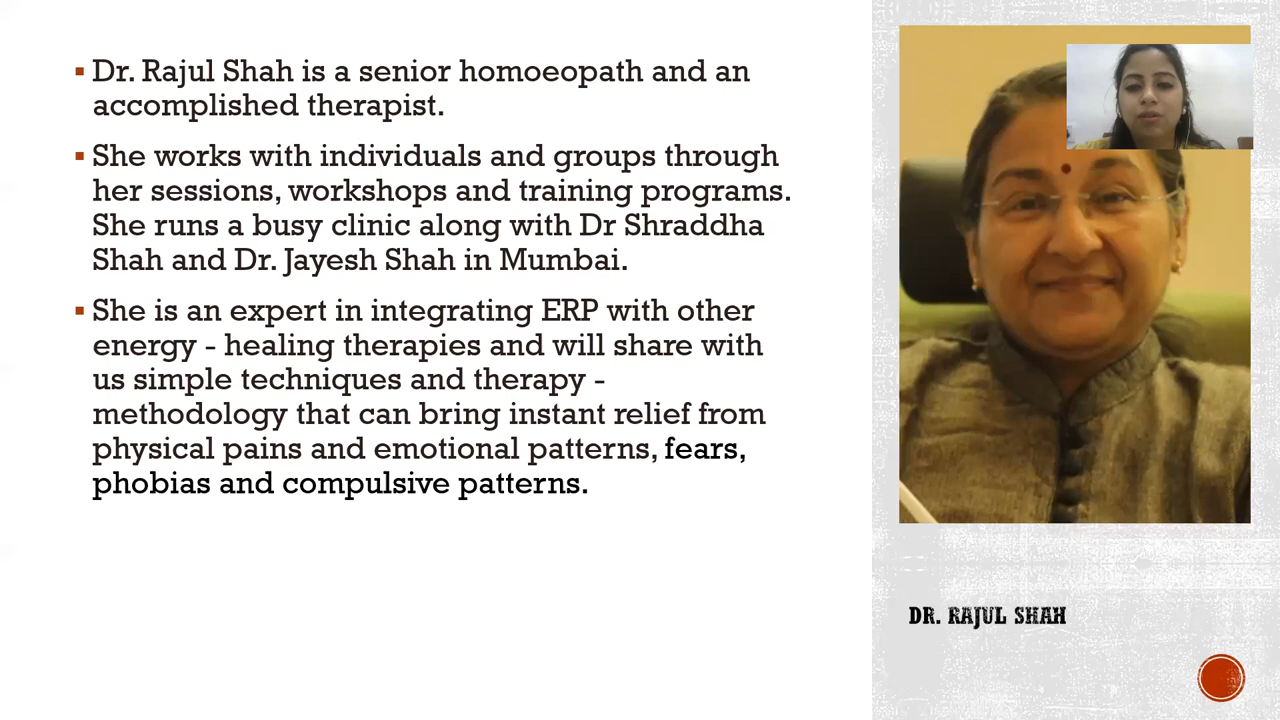 Dr. Rajul Shah is a senior homoeopath and an
accomplished therapist.
She works with individuals and groups through
her sessions, workshops and training programs.
She runs a busy clinic along with Dr Shraddha
Shah and Dr. Jayesh Shah in Mumbai.
She is an expert in integrating ERP with other
energy - healing therapies and will share with
us simple techniques and therapy -
methodology that can bring instant relief from
physical pains and emotional patterns, fears,
phobias and compulsive patterns.
DR. RAJUL SHAH